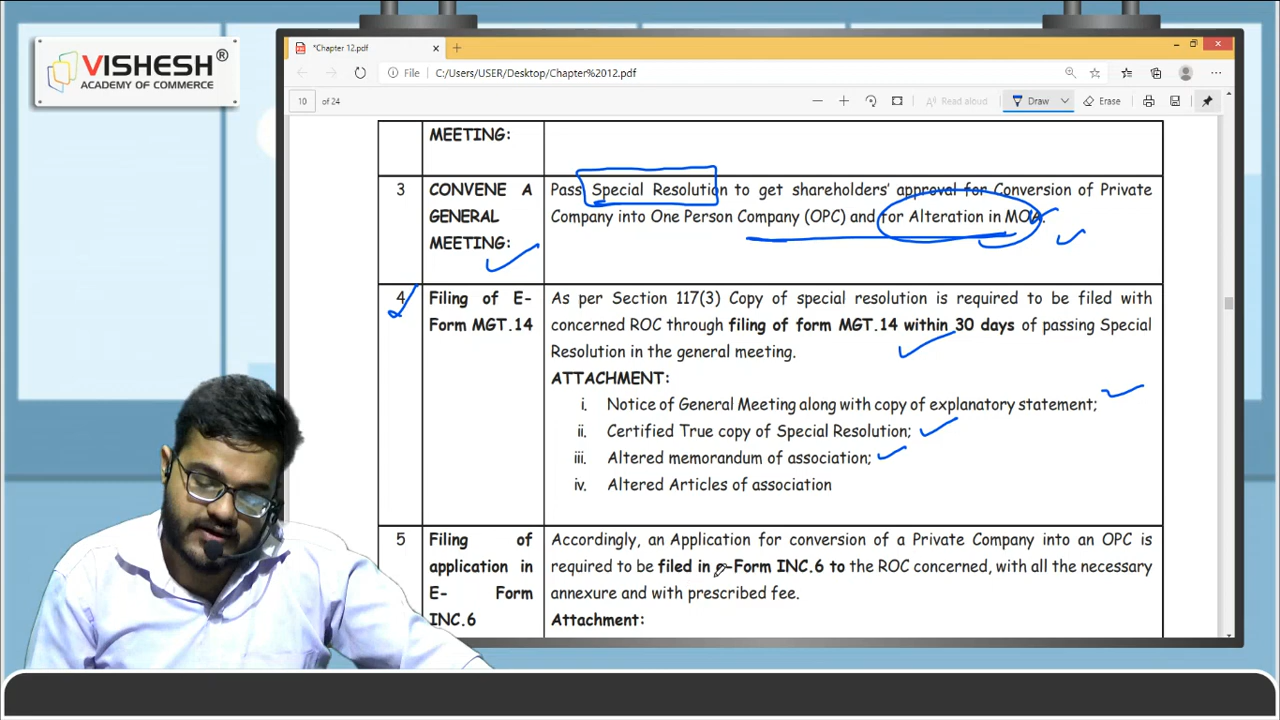 VISHESH®
ACADEMY OF COMMERCE
*Chapter 12.pdf
File C:/Users/USER/Desktop/Chapter%2012.pdf
10 of 24 Read aloud Draw Erase
MEETING:
3 CONVENE A GENERAL MEETING:
Pass Special Resolution to get shareholders' approval for Conversion of Private
Company into One Person Company (OPC) and for Alteration in MOA.
4 Filing of E-
Form MGT.14
As per Section 117(3) Copy of special resolution is required to be filed with
concerned ROC through filing of form MGT.14 within 30 days of passing Special
Resolution in the general meeting.
ATTACHMENT:
i. Notice of General Meeting along with copy of explanatory statement;
ii. Certified True copy of Special Resolution;
iii. Altered memorandum of association;
iv. Altered Articles of association
5 Filing of
application in
E- Form
INC.6
Accordingly, an Application for conversion of a Private Company into an OPC is
required to be filed in e-Form INC.6 to the ROC concerned, with all the necessary
annexure and with prescribed fee.
Attachment: